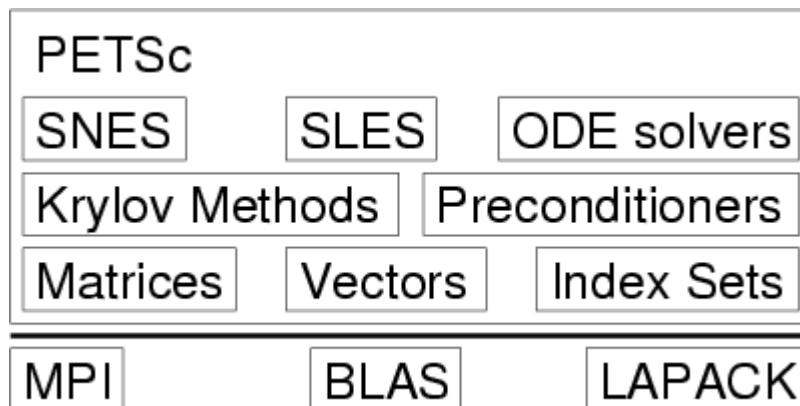 PETSc
SNES SLES ODE solvers
Krylov Methods Preconditioners
Matrices Vectors Index Sets
MPI BLAS LAPACK